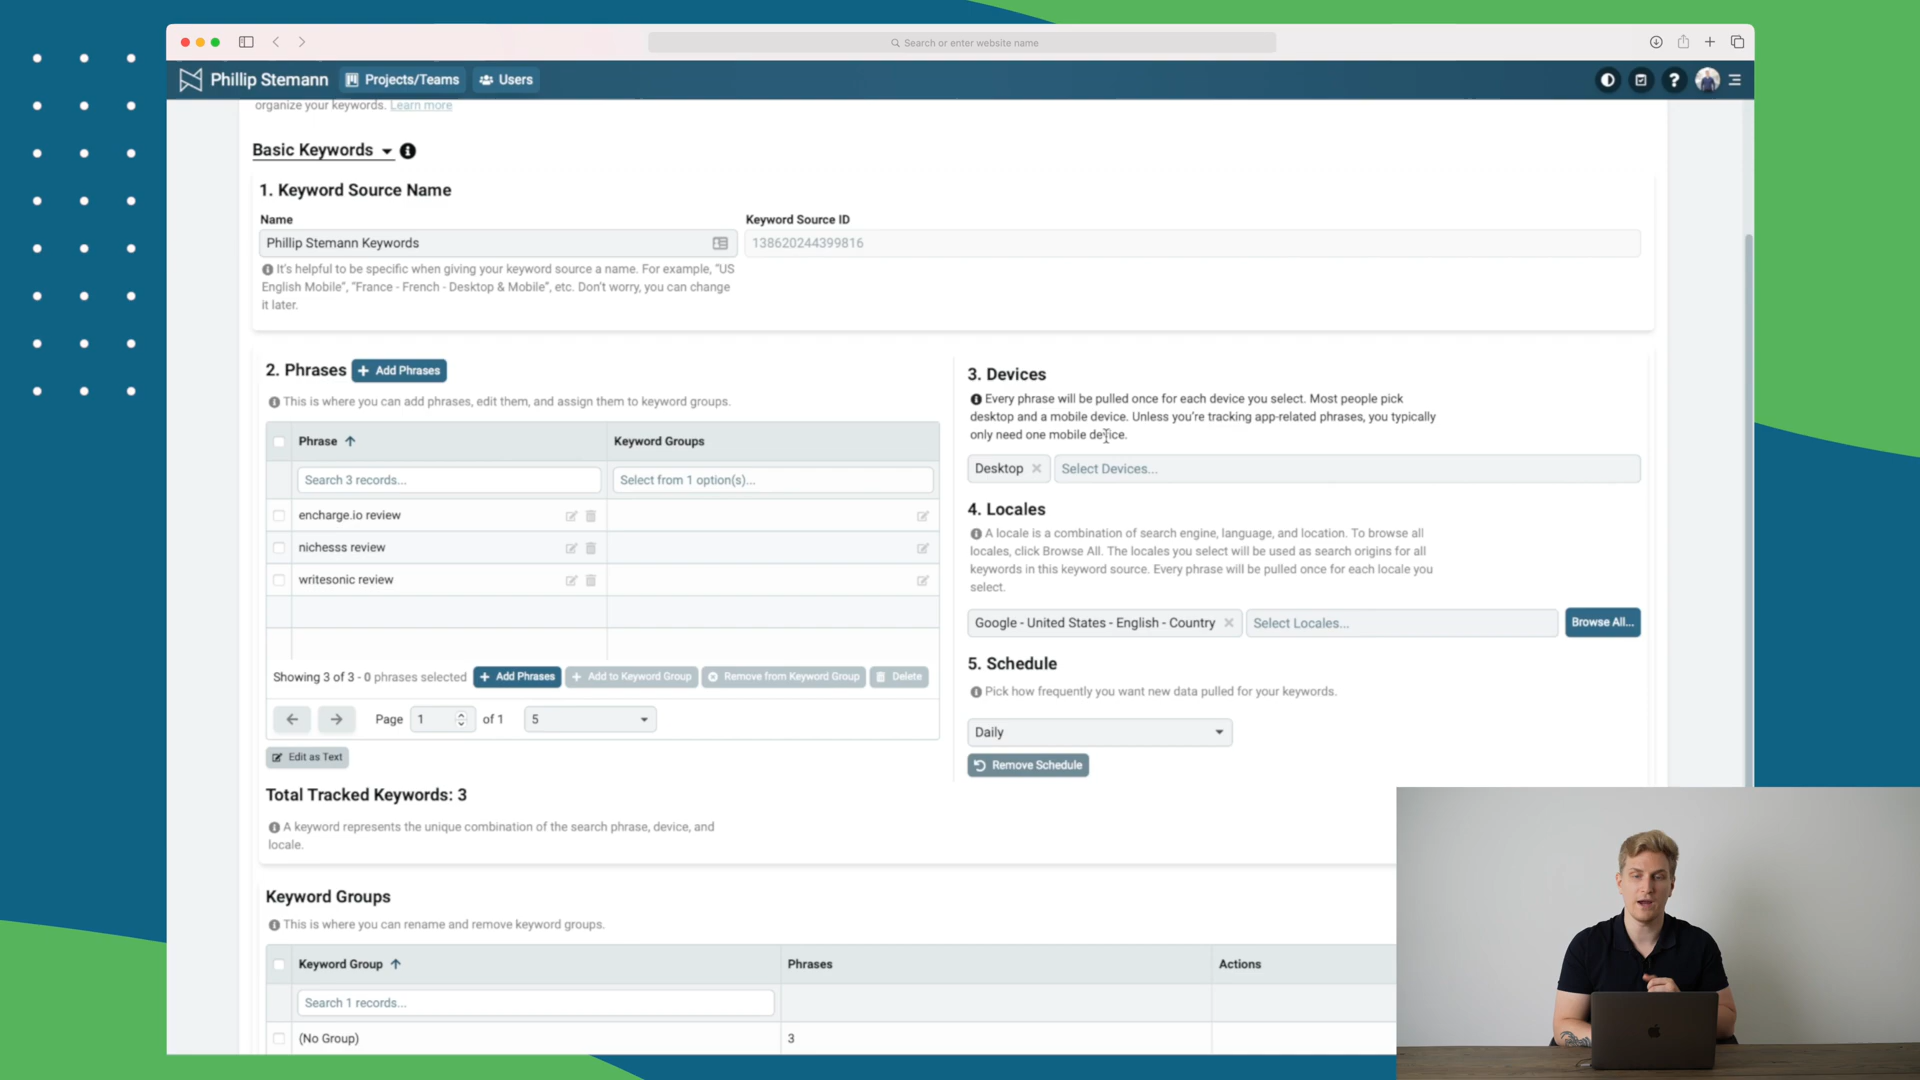 Search or enter website name
Phillip Stemann Projects/Teams Users
organize your keywords. Learn more
Basic Keywords
1. Keyword Source Name
Name
Keyword Source ID
Phillip Stemann Keywords
138620244399816
It's helpful to be specific when giving your keyword source a name. For example, "US
English Mobile", "France - French - Desktop & Mobile", etc. Don't worry, you can change
it later.
2. Phrases + Add Phrases
This is where you can add phrases, edit them, and assign them to keyword groups.
Phrase Keyword Groups
Search 3 records... Select from 1 option(s)...
encharge.io review
nichesss review
writesonic review
Showing 3 of 3 - 0 phrases selected + Add Phrases + Add to Keyword Group Remove from Keyword Group Delete
Page 1 of 1 5
Edit as Text
Total Tracked Keywords: 3
A keyword represents the unique combination of the search phrase, device, and
locale.
3. Devices
Every phrase will be pulled once for each device you select. Most people pick
desktop and a mobile device. Unless you're tracking app-related phrases, you typically
only need one mobile device.
Desktop Select Devices...
4. Locales
A locale is a combination of search engine, language, and location. To browse all
locales, click Browse All. The locales you select will be used as search origins for all
keywords in this keyword source. Every phrase will be pulled once for each locale you
select.
Google - United States - English - Country Select Locales... Browse All...
5. Schedule
Pick how frequently you want new data pulled for your keywords.
Daily
Remove Schedule
Keyword Groups
This is where you can rename and remove keyword groups.
Keyword Group Phrases Actions
Search 1 records...
(No Group) 3